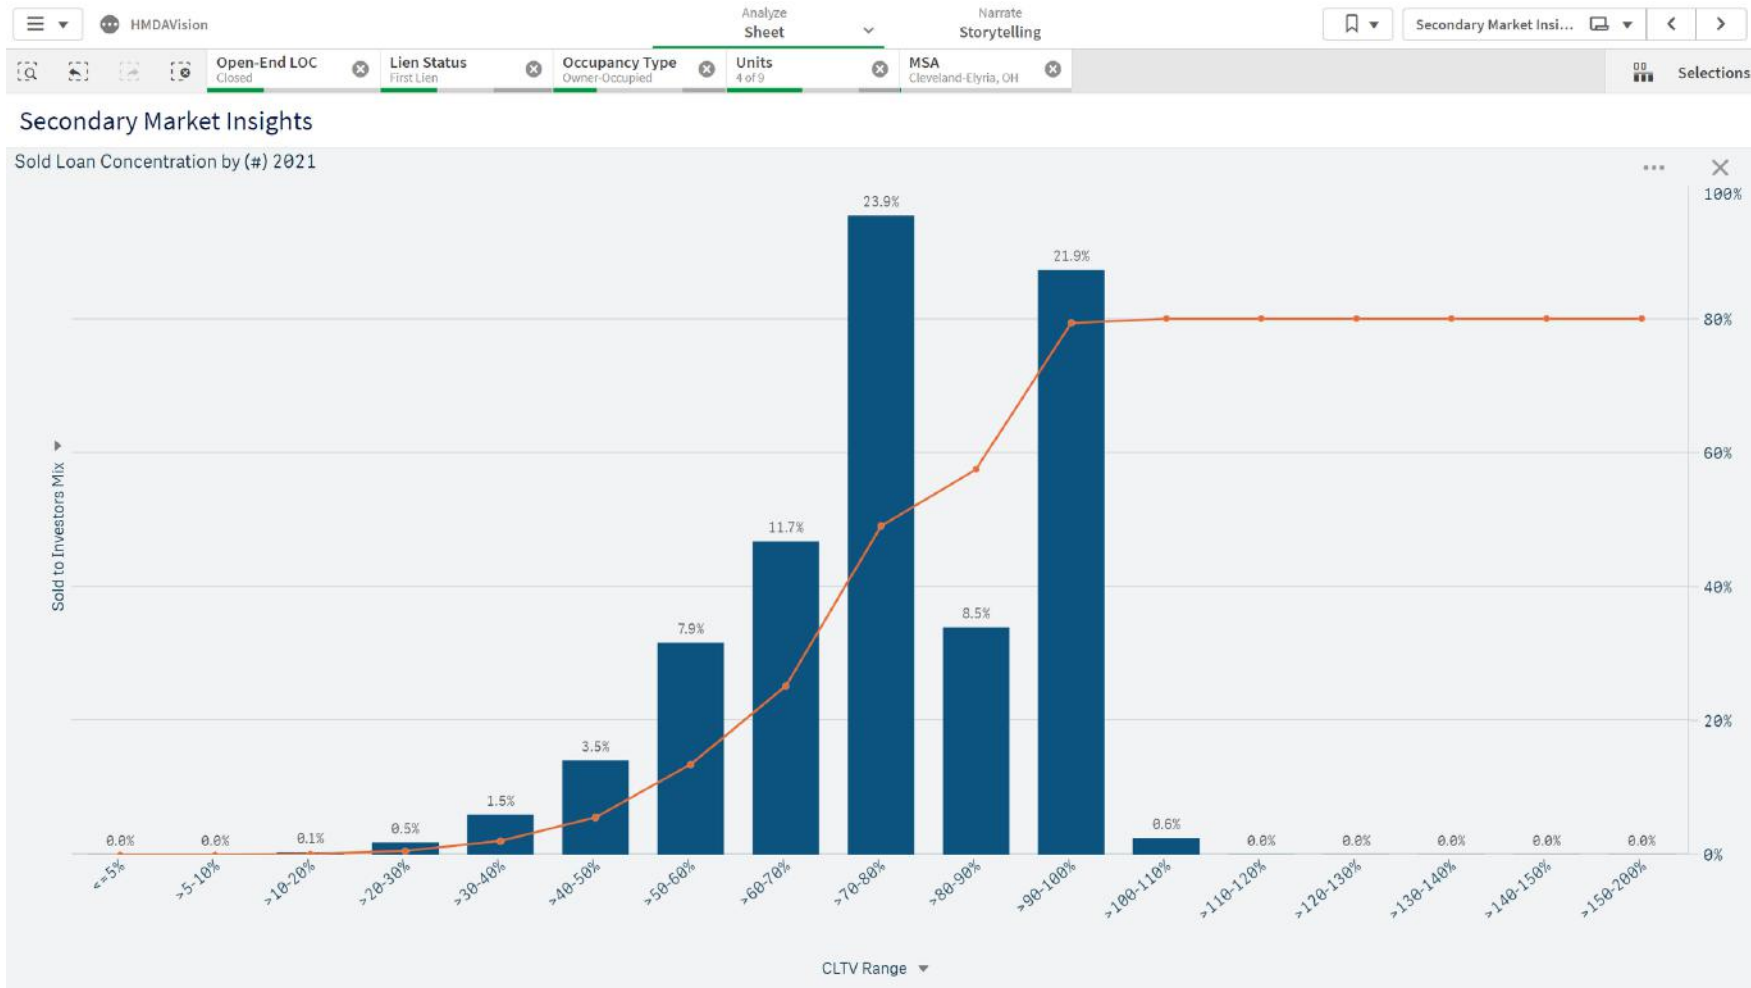 HMDAVision
Analyze
Sheet
Narrate
Storytelling
Secondary Market Insi...
Open-End LOC
Closed
Lien Status
First Lien
Occupancy Type
Owner-Occupied
Units
4 of 9
MSA
Cleveland-Elyria, OH
Selections
Secondary Market Insights
Sold Loan Concentration by (#) 2021
Sold to Investors Mix
0.0%
0.0%
0.1%
0.5%
1.5%
3.5%
7.9%
11.7%
23.9%
8.5%
21.9%
0.6%
0.0%
0.0%
0.0%
0.0%
0.0%
100%
80%
60%
40%
20%
0%
<=5%
>5-10%
>10-20%
>20-30%
>30-40%
>40-50%
>50-60%
>60-70%
>70-80%
>80-90%
>90-100%
>100-110%
>110-120%
>120-130%
>130-140%
>140-150%
>150-200%
CLTV Range